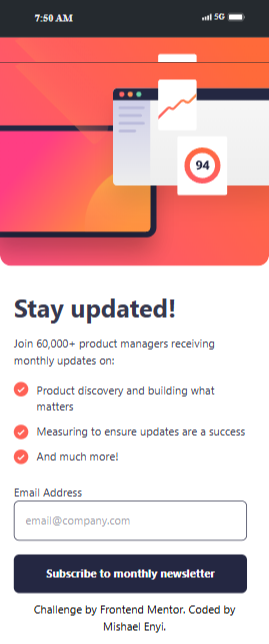 7:50 AM
5G
94
Stay updated!
Join 60,000+ product managers receiving
monthly updates on:
Product discovery and building what
matters
Measuring to ensure updates are a success
And much more!
Email Address
email@company.com
Subscribe to monthly newsletter
Challenge by Frontend Mentor. Coded by
Mishael Enyi.